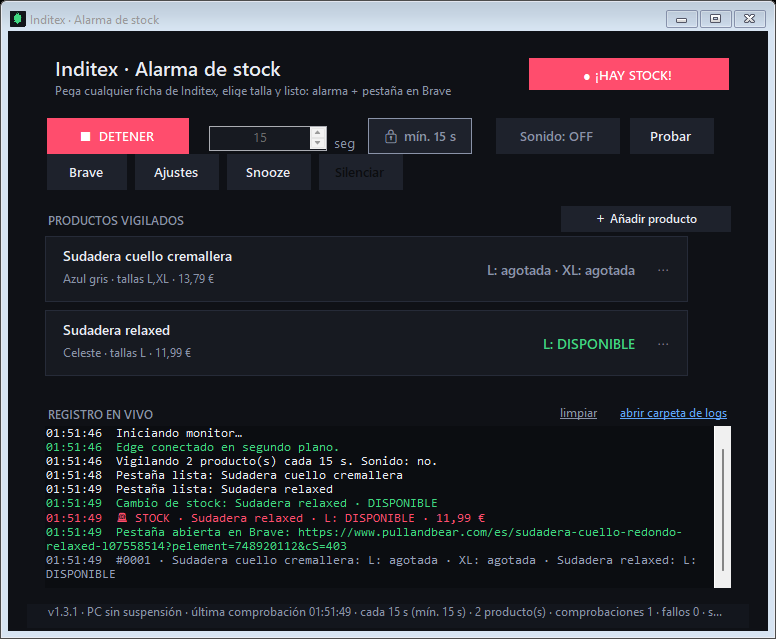 Inditex · Alarma de stock
Inditex · Alarma de stock
Pega cualquier ficha de Inditex, elige talla y listo: alarma + pestaña en Brave
● ¡HAY STOCK!
■ DETENER
15
seg
mín. 15 s
Sonido: OFF
Probar
Brave
Ajustes
Snooze
Silenciar
PRODUCTOS VIGILADOS
+ Añadir producto
Sudadera cuello cremallera
Azul gris · tallas L,XL · 13,79 €
L: agotada · XL: agotada
···
Sudadera relaxed
Celeste · tallas L · 11,99 €
L: DISPONIBLE
···
REGISTRO EN VIVO
limpiar
abrir carpeta de logs
01:51:46 Iniciando monitor…
01:51:46 Edge conectado en segundo plano.
01:51:46 Vigilando 2 producto(s) cada 15 s. Sonido: no.
01:51:48 Pestaña lista: Sudadera cuello cremallera
01:51:49 Pestaña lista: Sudadera relaxed
01:51:49 Cambio de stock: Sudadera relaxed · DISPONIBLE
01:51:49 🚨 STOCK · Sudadera relaxed · L: DISPONIBLE · 11,99 €
01:51:49 Pestaña abierta en Brave: https://www.pullandbear.com/es/sudadera-cuello-redondo-
relaxed-l07558514?pelement=748920112&cS=403
01:51:49 #0001 · Sudadera cuello cremallera: L: agotada · XL: agotada · Sudadera relaxed: L:
DISPONIBLE
v1.3.1 · PC sin suspensión · última comprobación 01:51:49 · cada 15 s (mín. 15 s) · 2 producto(s) · comprobaciones 1 · fallos 0 · s…